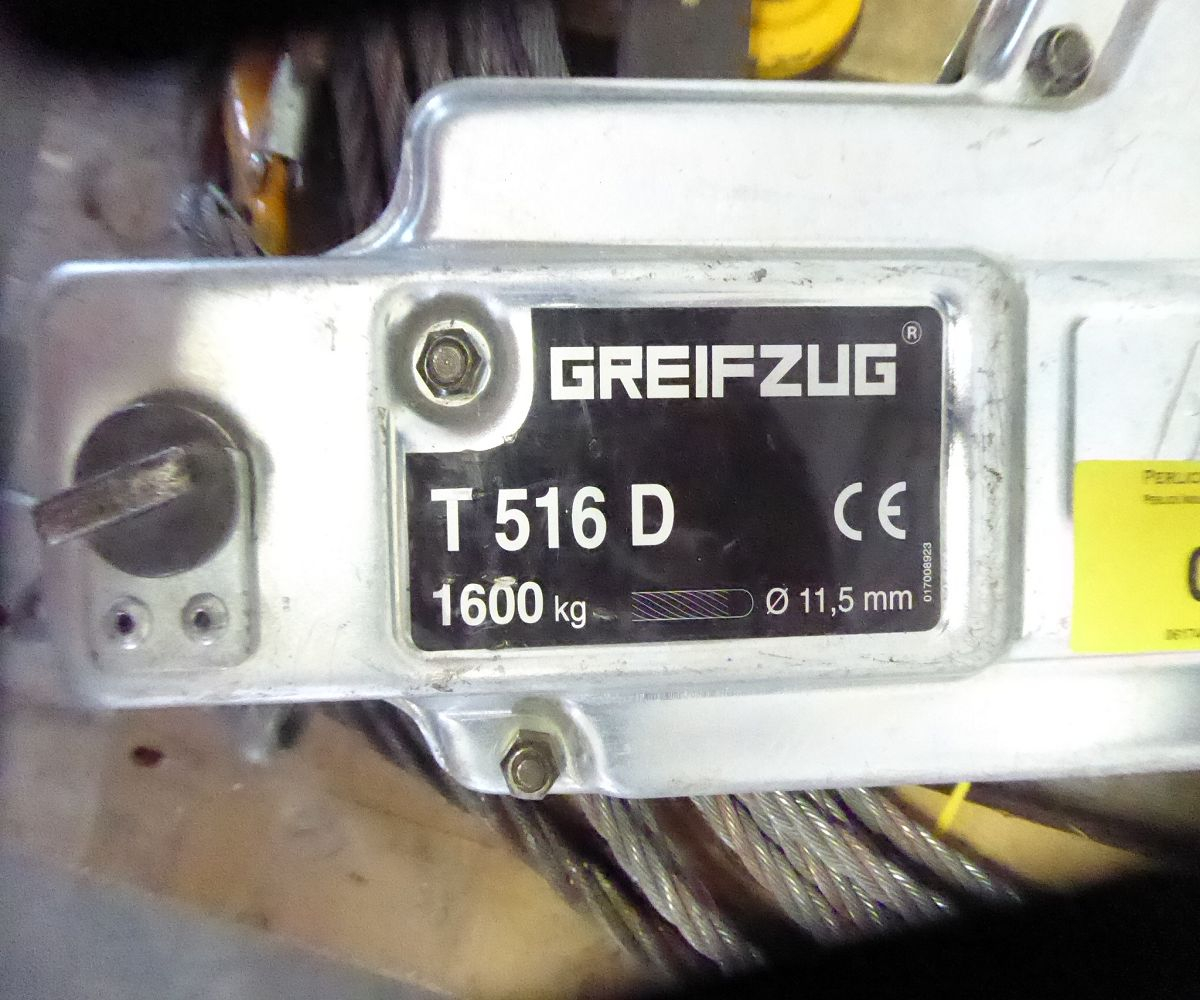 GREIFZUG ®
T 516 D
CE
1600 kg Ø 11,5 mm
017008923